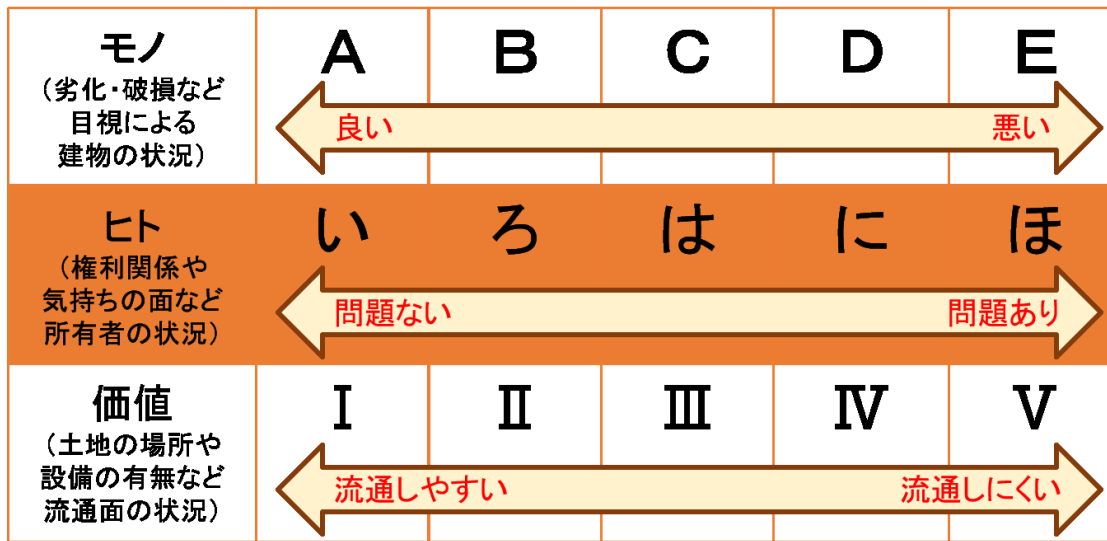 モノ
(劣化・破損など
目視による
建物の状況)
A B C D E
良い 悪い
ヒト
(権利関係や
気持ちの面など
所有者の状況)
い ろ は に ほ
問題ない 問題あり
価値
(土地の場所や
設備の有無など
流通面の状況)
Ⅰ Ⅱ Ⅲ Ⅳ Ⅴ
流通しやすい 流通しにくい